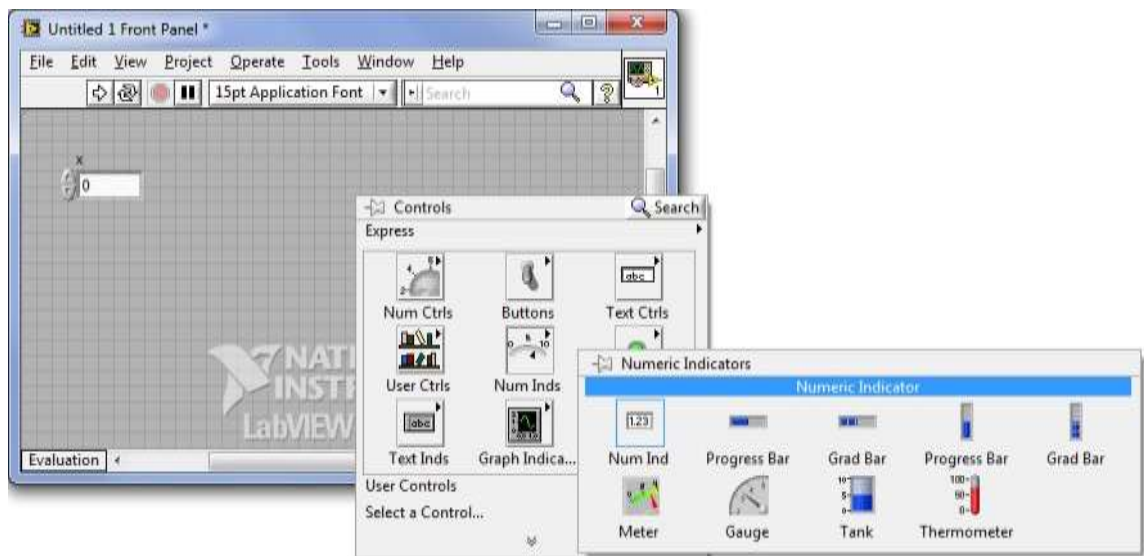 Untitled 1 Front Panel *
File Edit View Project Operate Tools Window Help
15pt Application Font Search
x
0
Controls Search
Express
Num Ctrls Buttons Text Ctrls
User Ctrls Num Inds
Text Inds Graph Indica...
User Controls
Select a Control...
NATI
INSTR
LabVIEW
Evaluation
Numeric Indicators
Numeric Indicator
1.23
Num Ind Progress Bar Grad Bar Progress Bar Grad Bar
Meter Gauge Tank Thermometer